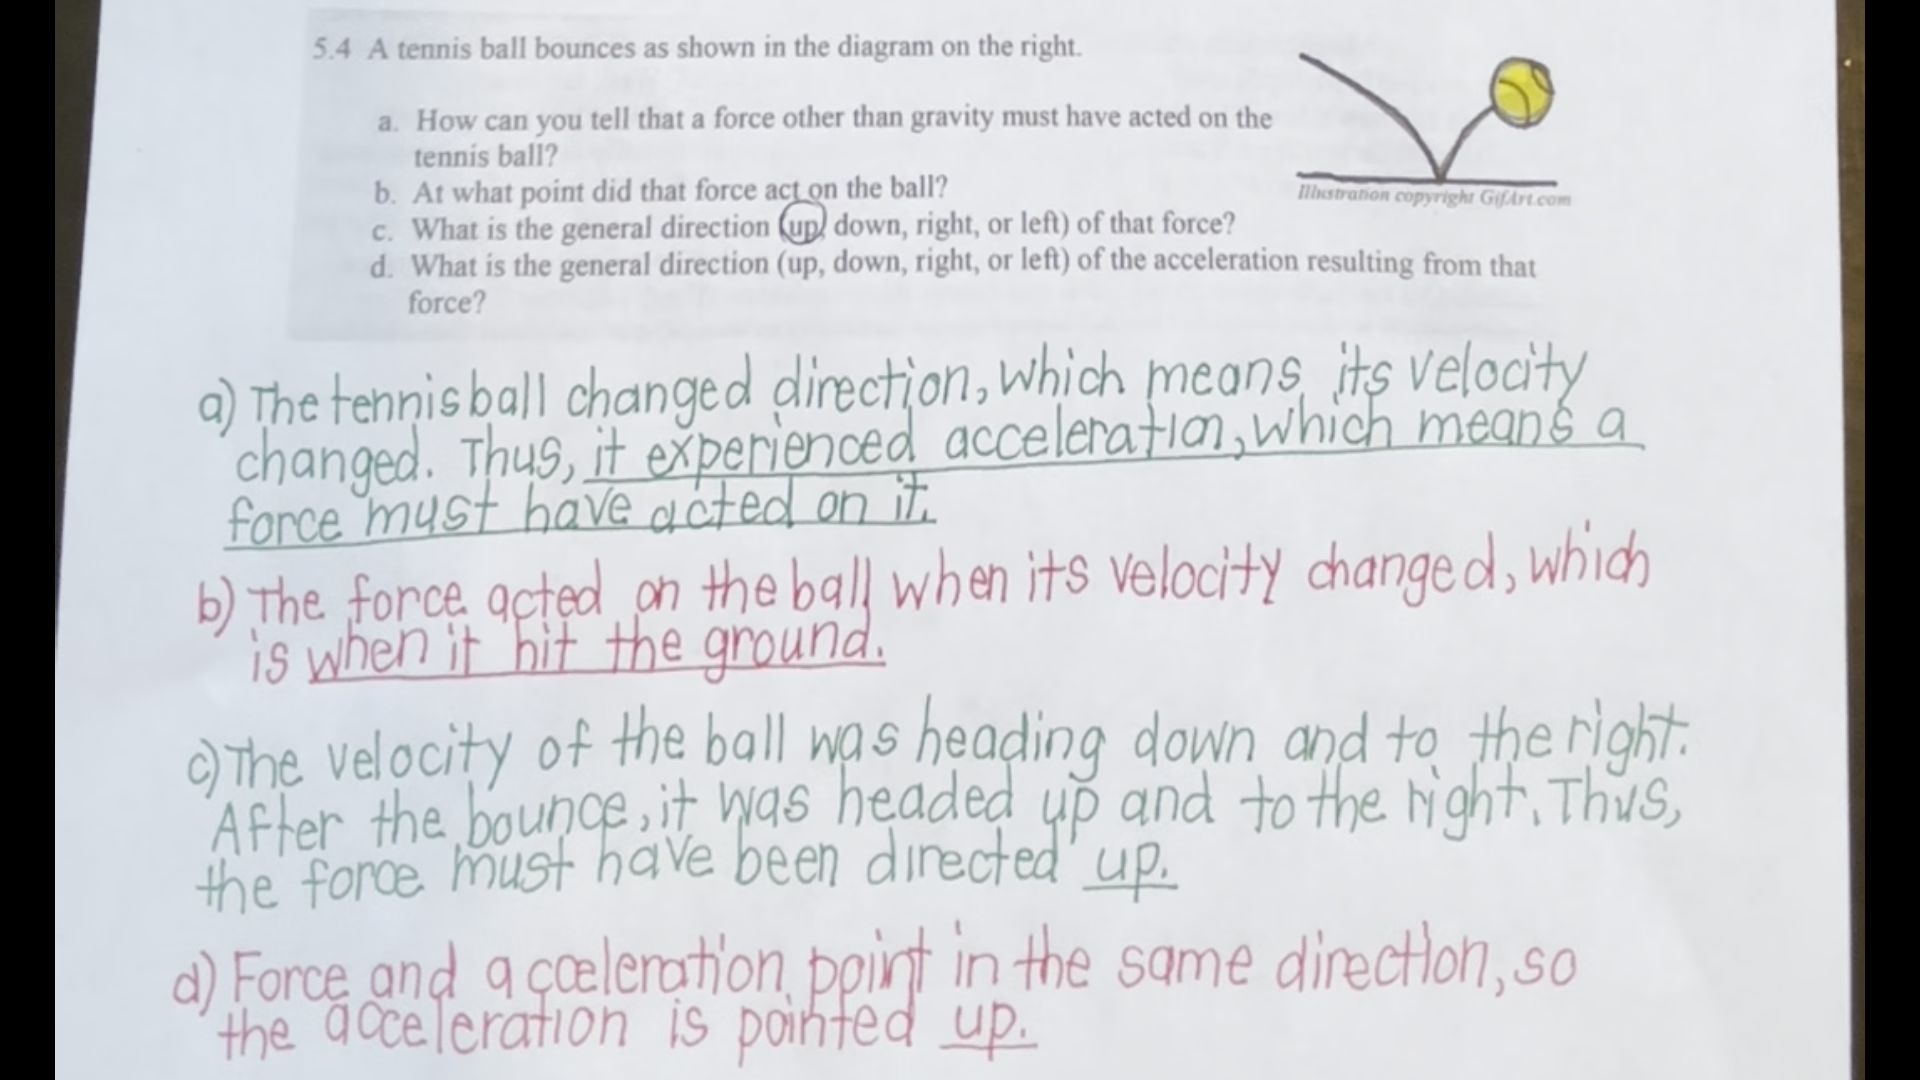 5.4 A tennis ball bounces as shown in the diagram on the right.
a. How can you tell that a force other than gravity must have acted on the
tennis ball?
b. At what point did that force act on the ball?
c. What is the general direction (up, down, right, or left) of that force?
d. What is the general direction (up, down, right, or left) of the acceleration resulting from that
force?
Illustration copyright GifArt.com
a) The tennis ball changed direction, which means its velocity
changed. Thus, it experienced acceleration, which means a
force must have acted on it.
b) The force acted on the ball when its velocity changed, which
is when it hit the ground.
c) The velocity of the ball was heading down and to the right.
After the bounce, it was headed up and to the right. Thus,
the force must have been directed up.
d) Force and acceleration point in the same direction, so
the acceleration is pointed up.